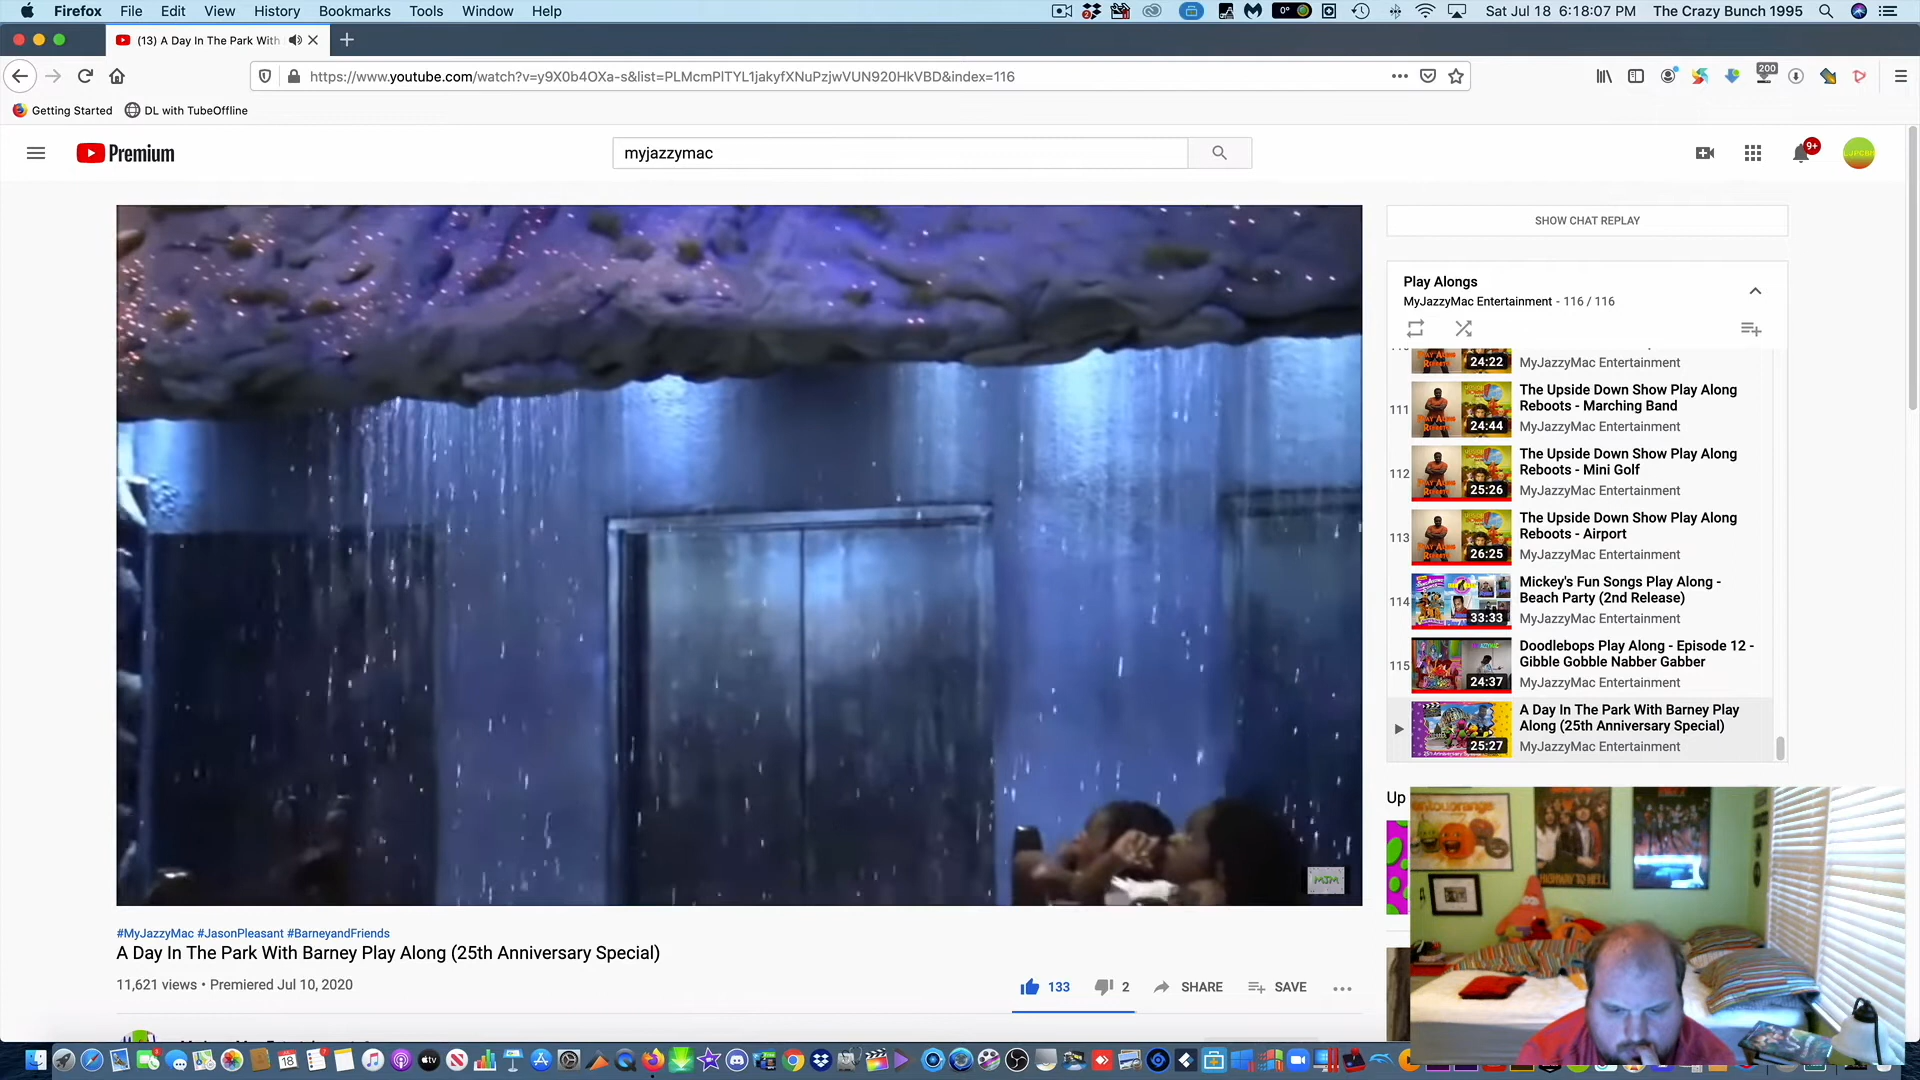 Firefox File Edit View History Bookmarks Tools Window Help
0° Sat Jul 18 6:18:07 PM The Crazy Bunch 1995
(13) A Day In The Park With
https://www.youtube.com/watch?v=y9X0b4OXa-s&list=PLMcmPlTYL1jakyfXNuPzjwVUN920HkVBD&index=116
200
Getting Started DL with TubeOffline
Premium
myjazzymac
9+
SHOW CHAT REPLAY
Play Alongs
MyJazzyMac Entertainment - 116 / 116
24:22 MyJazzyMac Entertainment
The Upside Down Show Play Along
111 Reboots - Marching Band
24:44 MyJazzyMac Entertainment
The Upside Down Show Play Along
112 Reboots - Mini Golf
25:26 MyJazzyMac Entertainment
The Upside Down Show Play Along
113 Reboots - Airport
26:25 MyJazzyMac Entertainment
Mickey's Fun Songs Play Along -
114 Beach Party (2nd Release)
33:33 MyJazzyMac Entertainment
Doodlebops Play Along - Episode 12 -
115 Gibble Gobble Nabber Gabber
24:37 MyJazzyMac Entertainment
A Day In The Park With Barney Play
Along (25th Anniversary Special)
25:27 MyJazzyMac Entertainment
Up
MJM
HIGHWAY TO HELL
#MyJazzyMac #JasonPleasant #BarneyandFriends
A Day In The Park With Barney Play Along (25th Anniversary Special)
11,621 views • Premiered Jul 10, 2020
133 2 SHARE SAVE